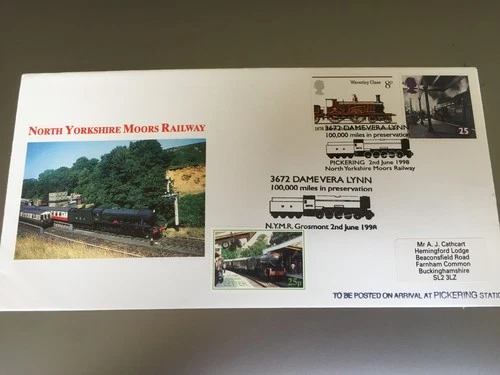 NORTH YORKSHIRE MOORS RAILWAY
Waverley Class 8p
1876
25
3672 DAME VERA LYNN
100,000 miles in preservation
PICKERING 2nd June 1998
North Yorkshire Moors Railway
3672 DAME VERA LYNN
100,000 miles in preservation
N.Y.M.R. Grosmont 2nd June 1998
25p
Mr A. J. Cathcart
Hemingford Lodge
Beaconsfield Road
Farnham Common
Buckinghamshire
SL2 3LZ
TO BE POSTED ON ARRIVAL AT PICKERING STATIO